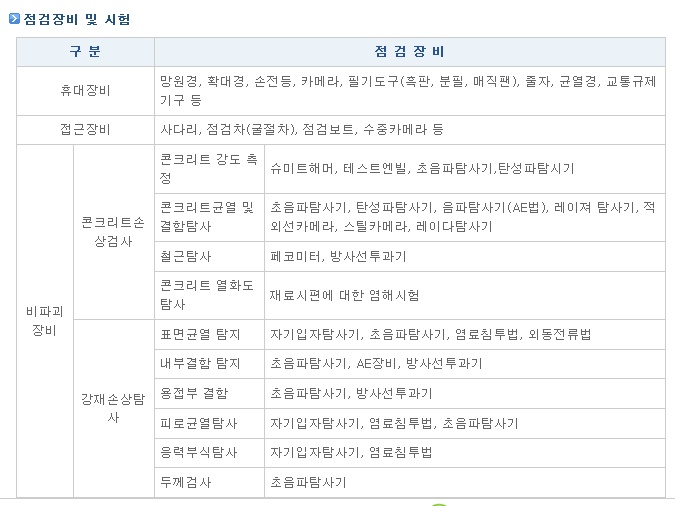 점검장비 및 시험
구 분
점 검 장 비
휴대장비
망원경, 확대경, 손전등, 카메라, 필기도구(흑판, 분필, 매직팬), 줄자, 균열경, 교통규제
기구 등
접근장비
사다리, 점검차(굴절차), 점검보트, 수중카메라 등
비파괴
장비
콘크리트손
상검사
콘크리트 강도 측
정
슈미트해머, 테스트엔빌, 초음파탐사기,탄성파탐시기
콘크리트균열 및
결함탐사
초음파탐사기, 탄성파탐사기, 음파탐사기(AE법), 레이져 탐사기, 적
외선카메라, 스틸카메라, 레이다탐사기
철근탐사
페코미터, 방사선투과기
콘크리트 열화도
탐사
재료시편에 대한 염해시험
강재손상탐
사
표면균열 탐지
자기입자탐사기, 초음파탐사기, 염료침투법, 외동전류법
내부결함 탐지
초음파탐사기, AE장비, 방사선투과기
용접부 결함
초음파탐사기, 방사선투과기
피로균열탐사
자기입자탐사기, 염료침투법, 초음파탐사기
응력부식탐사
자기입자탐사기, 염료침투법
두께검사
초음파탐사기